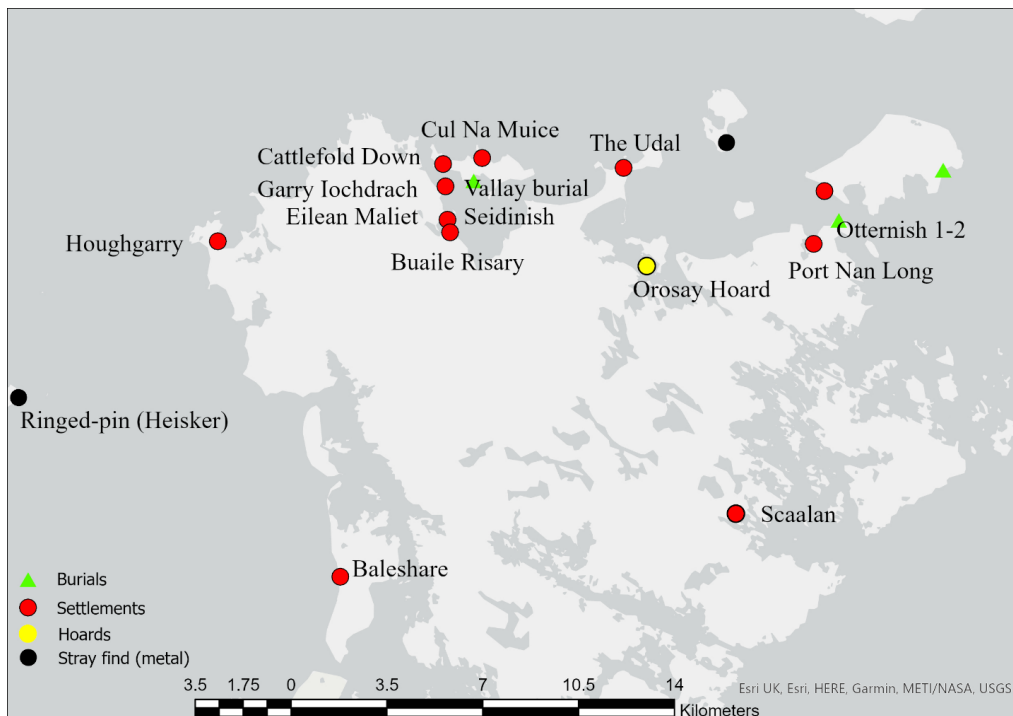 Cul Na Muice
The Udal
Cattlefold Down
Garry Iochdrach
Vallay burial
Eilean Maliet
Seidinish
Otternish 1-2
Houghgarry
Buaile Risary
Port Nan Long
Orosay Hoard
Ringed-pin (Heisker)
Scaalan
Baleshare
Burials
Settlements
Hoards
Stray find (metal)
3.5 1.75 0 3.5 7 10.5 14
Kilometers
Esri UK, Esri, HERE, Garmin, METI/NASA, USGS